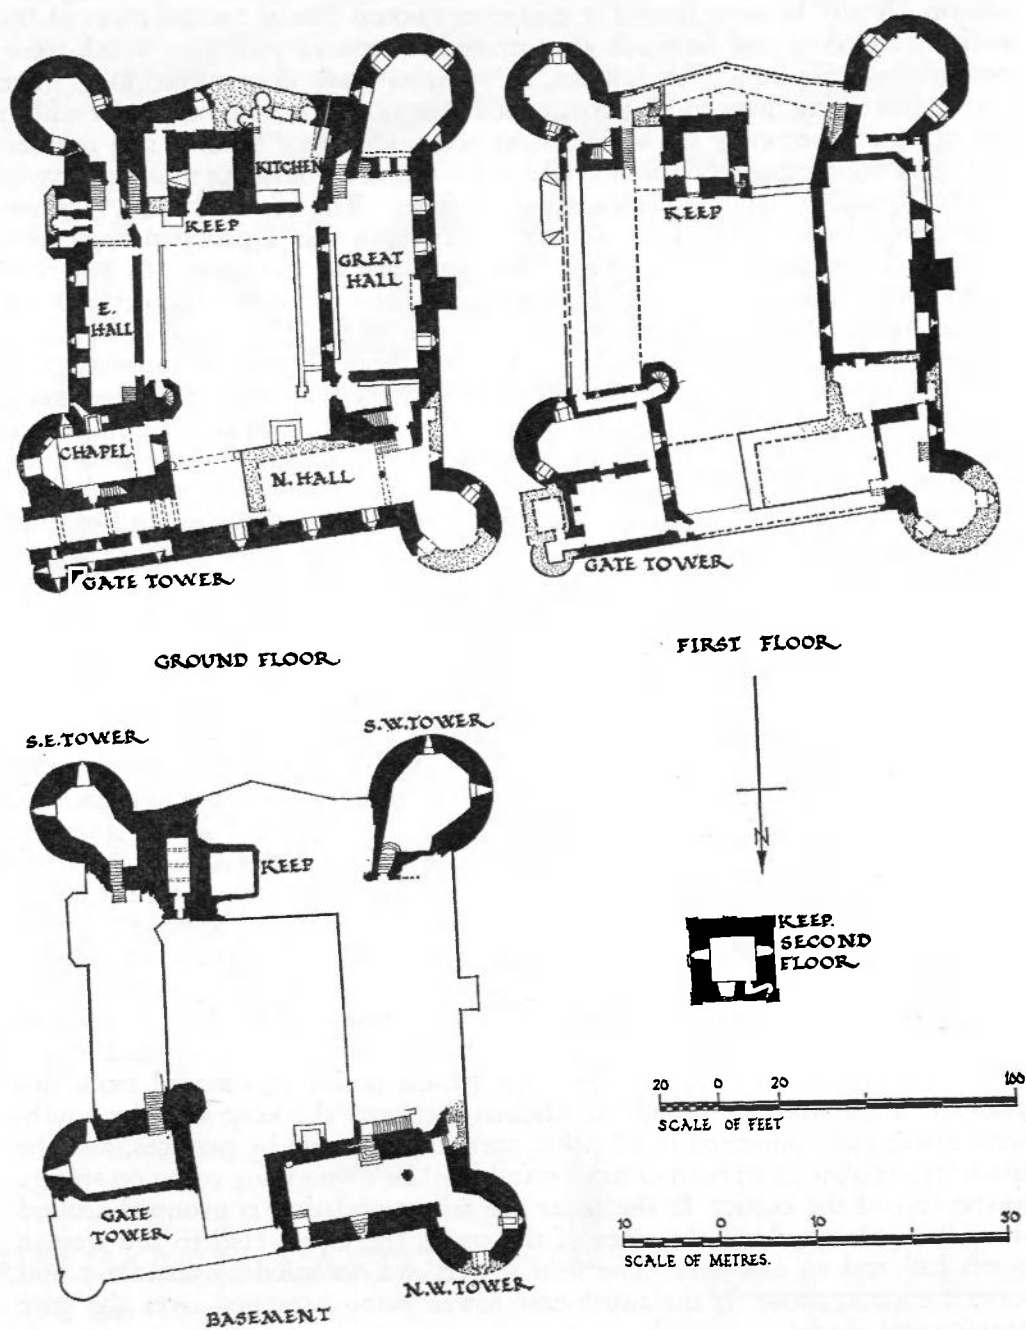 KITCHEN
KEEP
GREAT
HALL
E.
HALL
CHAPEL
N. HALL
GATE TOWER
GROUND FLOOR
KEEP
GATE TOWER
FIRST FLOOR
S.E. TOWER
S.W. TOWER
KEEP
GATE
TOWER
N.W. TOWER
BASEMENT
N
KEEP.
SECOND
FLOOR
20 0 20 100
SCALE OF FEET
10 0 10 30
SCALE OF METRES.